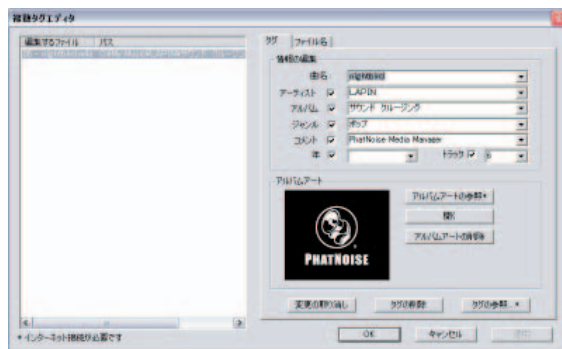 複数タグエディタ
編集するファイル パス
タグ ファイル名
情報の編集
曲名 nightbird
アーティスト LAPIN
アルバム サウンド クルージング
ジャンル ポップ
コメント PhatNoise Media Manager
年 トラック 6
アルバムアート
アルバムアートの参照*
開く
アルバムアートの削除
PHATNOISE
変更の取り消し タグの削除 タグの参照...*
* インターネット接続が必要です
OK キャンセル